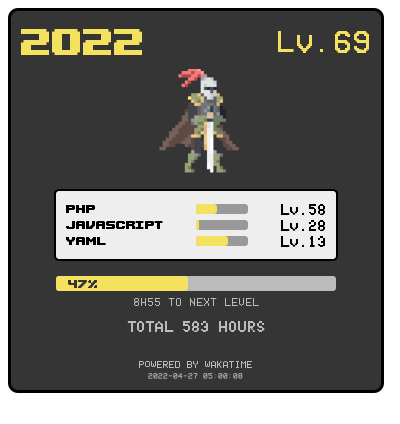 2022 Lv.69
PHP Lv.58
JAVASCRIPT Lv.28
YAML Lv.13
47%
8H55 TO NEXT LEVEL
TOTAL 583 HOURS
POWERED BY WAKATIME
2022-04-27 05:00:08